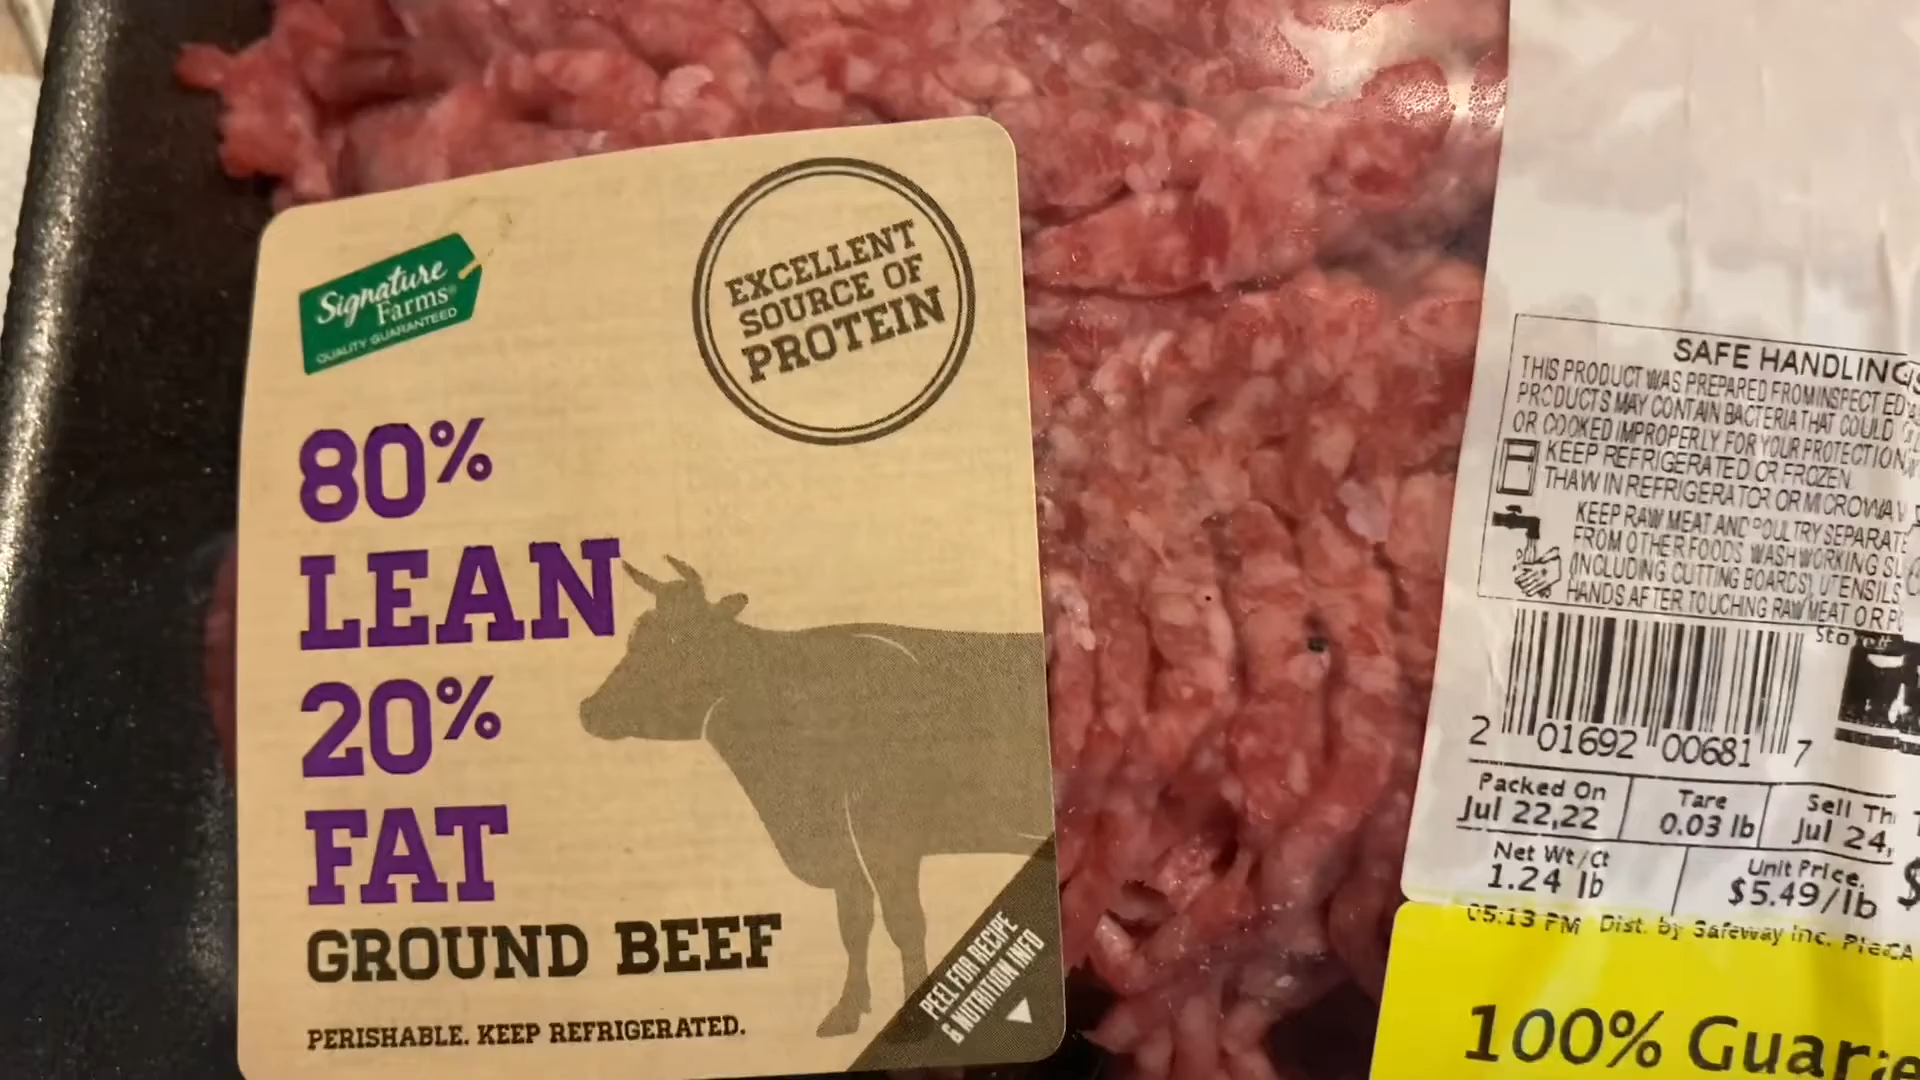 Signature
Farms®
QUALITY GUARANTEED
EXCELLENT
SOURCE OF
PROTEIN
80%
LEAN
20%
FAT
GROUND BEEF
PERISHABLE. KEEP REFRIGERATED.
PEEL FOR RECIPE
& NUTRITION INFO
SAFE HANDLING
THIS PRODUCT WAS PREPARED FROM INSPECTED
PRODUCTS MAY CONTAIN BACTERIA THAT COULD
OR COOKED IMPROPERLY. FOR YOUR PROTECTION,
KEEP REFRIGERATED OR FROZEN
THAW IN REFRIGERATOR OR MICROWAV
KEEP RAW MEAT AND POULTRY SEPARATE
FROM OTHER FOODS. WASH WORKING SU
(INCLUDING CUTTING BOARDS), UTENSILS
HANDS AFTER TOUCHING RAW MEAT OR PO
2 01692 00681 7
Packed On
Jul 22,22
Tare
0.03 lb
Sell Th
Jul 24,
Net Wt/Ct
1.24 lb
Unit Price
$5.49/lb
$
05:13 PM Dist. by Safeway Inc.
100% Guar